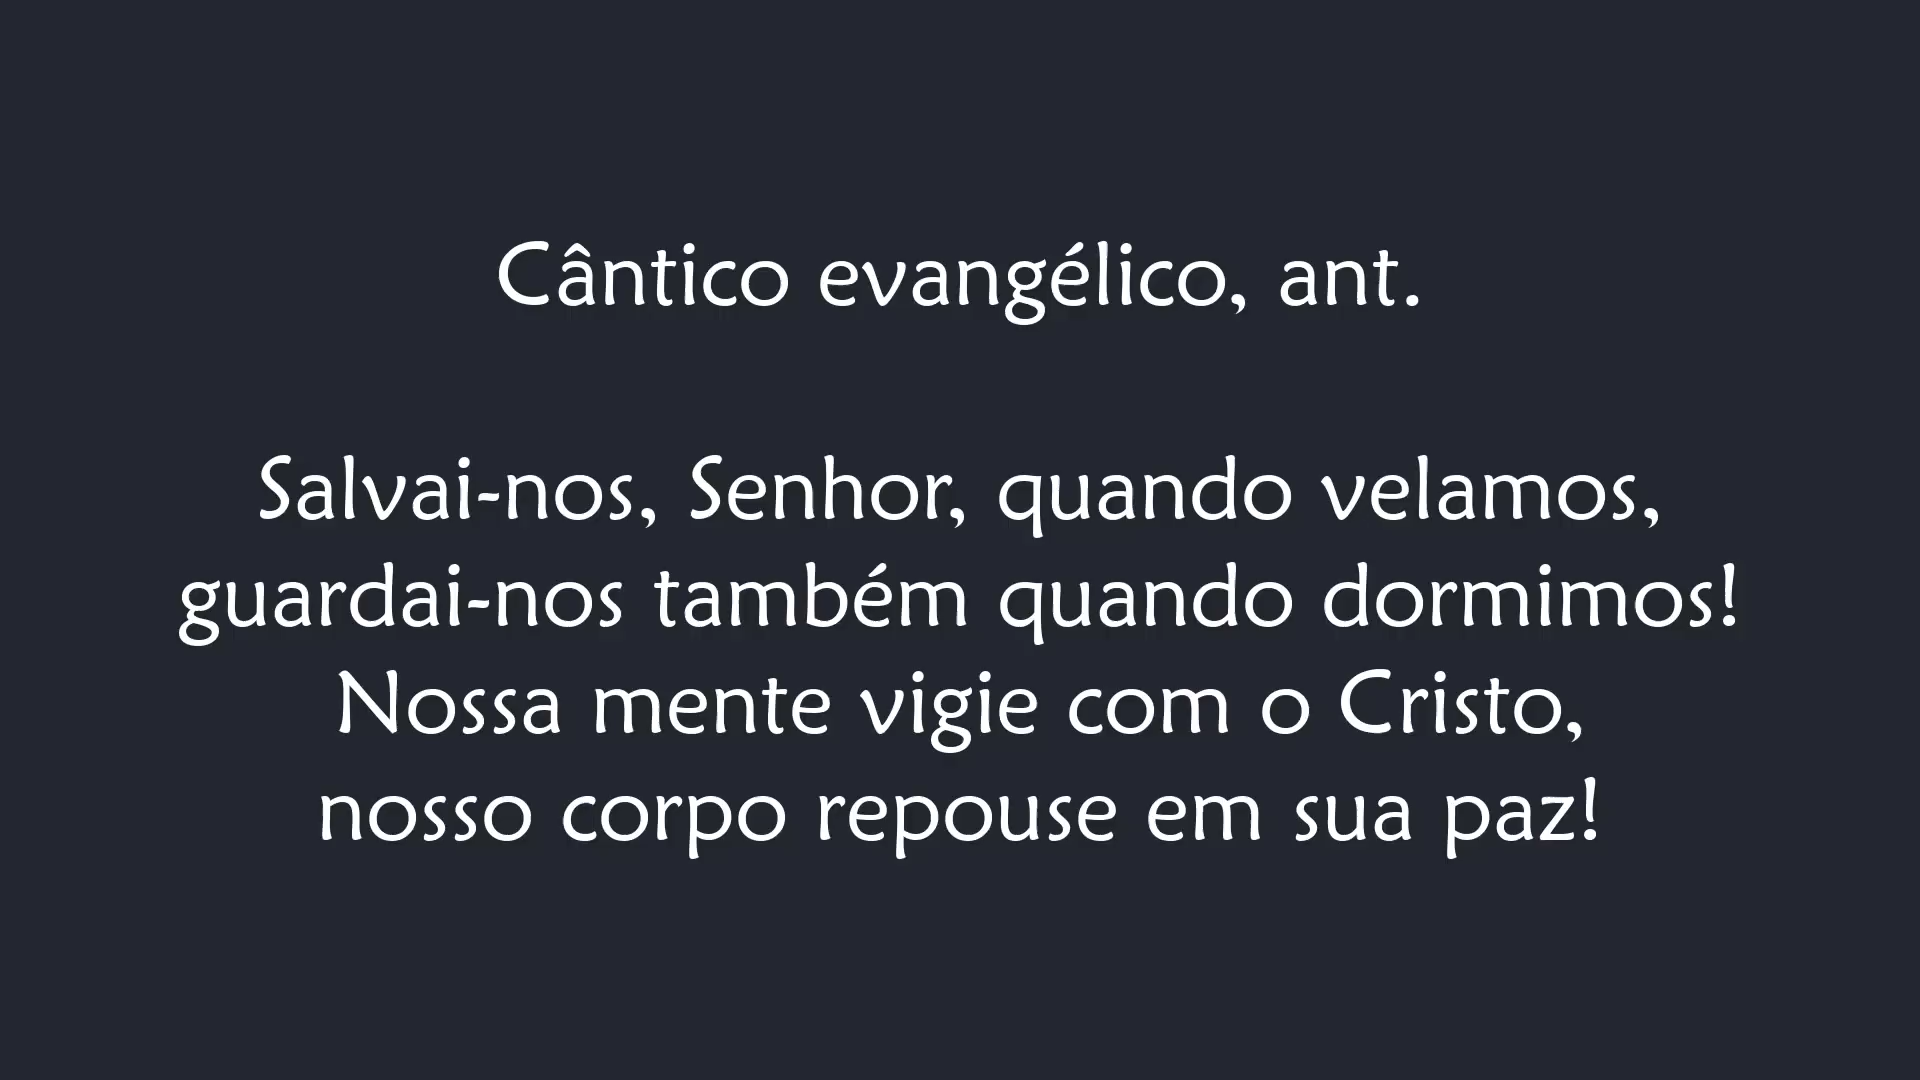 Cântico evangélico, ant.
Salvai-nos, Senhor, quando velamos,
guardai-nos também quando dormimos!
Nossa mente vigie com o Cristo,
nosso corpo repouse em sua paz!